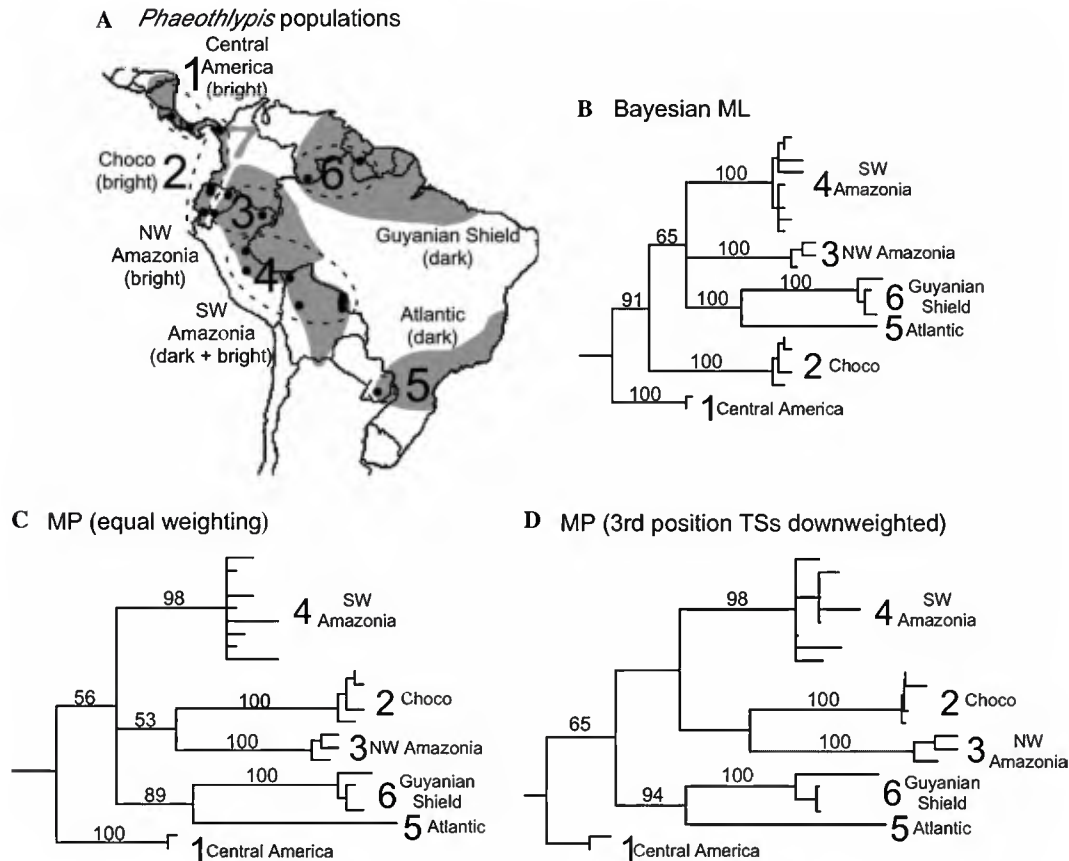 A Phaeothlypis populations
1 Central
America
(bright)
7
Choco
(bright)
2
6
3
NW
Amazonia
(bright)
Guyanian Shield
(dark)
4
SW
Amazonia
(dark + bright)
Atlantic
(dark)
5
B Bayesian ML
100
4 SW
Amazonia
65
100
3 NW Amazonia
100
91
100
6 Guyanian
Shield
5 Atlantic
100
2 Choco
100
1 Central America
C MP (equal weighting)
98
4 SW
Amazonia
56
100
2 Choco
53
100
3 NW Amazonia
100
89
6 Guyanian
Shield
5 Atlantic
100
1 Central America
D MP (3rd position TSs downweighted)
98
4 SW
Amazonia
100
2 Choco
65
100
3 NW
Amazonia
100
94
6 Guyanian
Shield
5 Atlantic
1 Central America